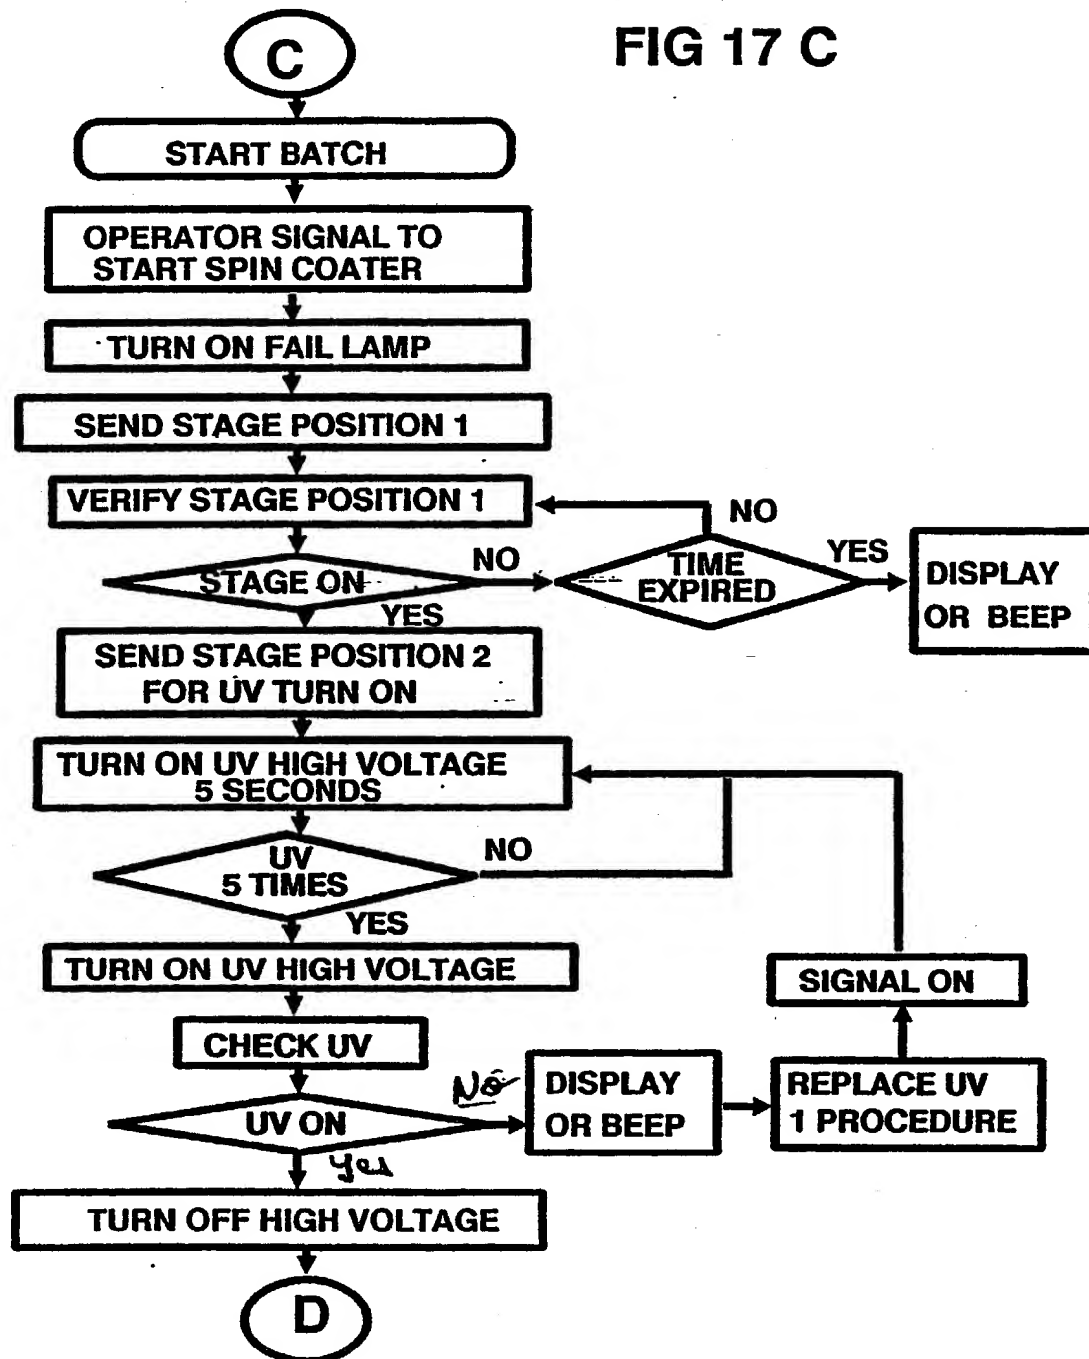 C
FIG 17 C
START BATCH
OPERATOR SIGNAL TO
START SPIN COATER
TURN ON FAIL LAMP
SEND STAGE POSITION 1
VERIFY STAGE POSITION 1
NO
STAGE ON
NO
TIME
EXPIRED
YES
DISPLAY
OR BEEP
YES
SEND STAGE POSITION 2
FOR UV TURN ON
TURN ON UV HIGH VOLTAGE
5 SECONDS
UV
5 TIMES
NO
YES
TURN ON UV HIGH VOLTAGE
SIGNAL ON
CHECK UV
UV ON
No
DISPLAY
OR BEEP
REPLACE UV
1 PROCEDURE
Yes
TURN OFF HIGH VOLTAGE
D